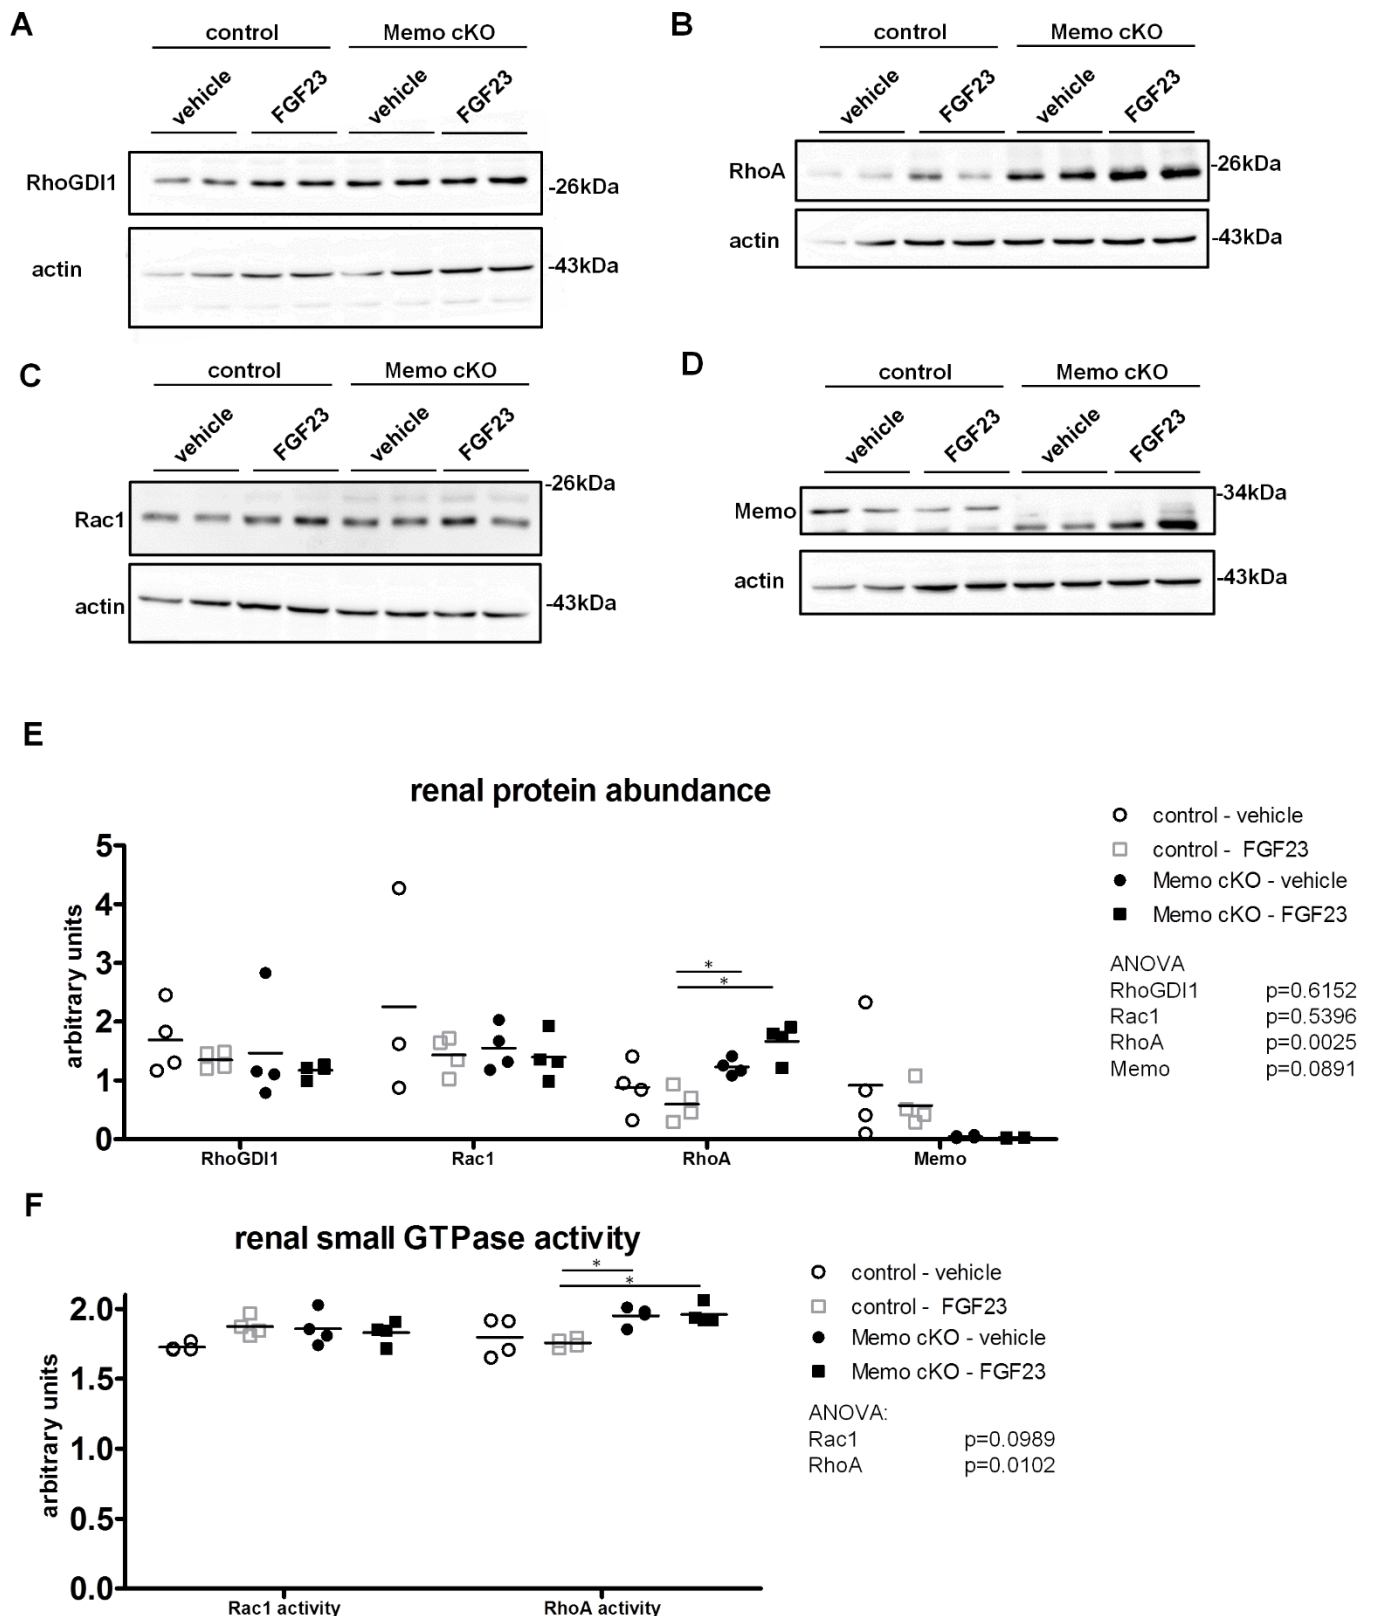 A
control Memo cKO
vehicle FGF23 vehicle FGF23
RhoGDI1
-26kDa
actin
-43kDa
B
control Memo cKO
vehicle FGF23 vehicle FGF23
RhoA
-26kDa
actin
-43kDa
C
control Memo cKO
vehicle FGF23 vehicle FGF23
-26kDa
Rac1
actin
-43kDa
D
control Memo cKO
vehicle FGF23 vehicle FGF23
-34kDa
Memo
actin
-43kDa
E
renal protein abundance
arbitrary units
5
4
3
2
1
0
* 
*
RhoGDI1 Rac1 RhoA Memo
control - vehicle
control - FGF23
Memo cKO - vehicle
Memo cKO - FGF23
ANOVA
RhoGDI1 p=0.6152
Rac1 p=0.5396
RhoA p=0.0025
Memo p=0.0891
F
renal small GTPase activity
arbitrary units
2.0
1.5
1.0
0.5
0.0
*
*
Rac1 activity RhoA activity
control - vehicle
control - FGF23
Memo cKO - vehicle
Memo cKO - FGF23
ANOVA:
Rac1 p=0.0989
RhoA p=0.0102